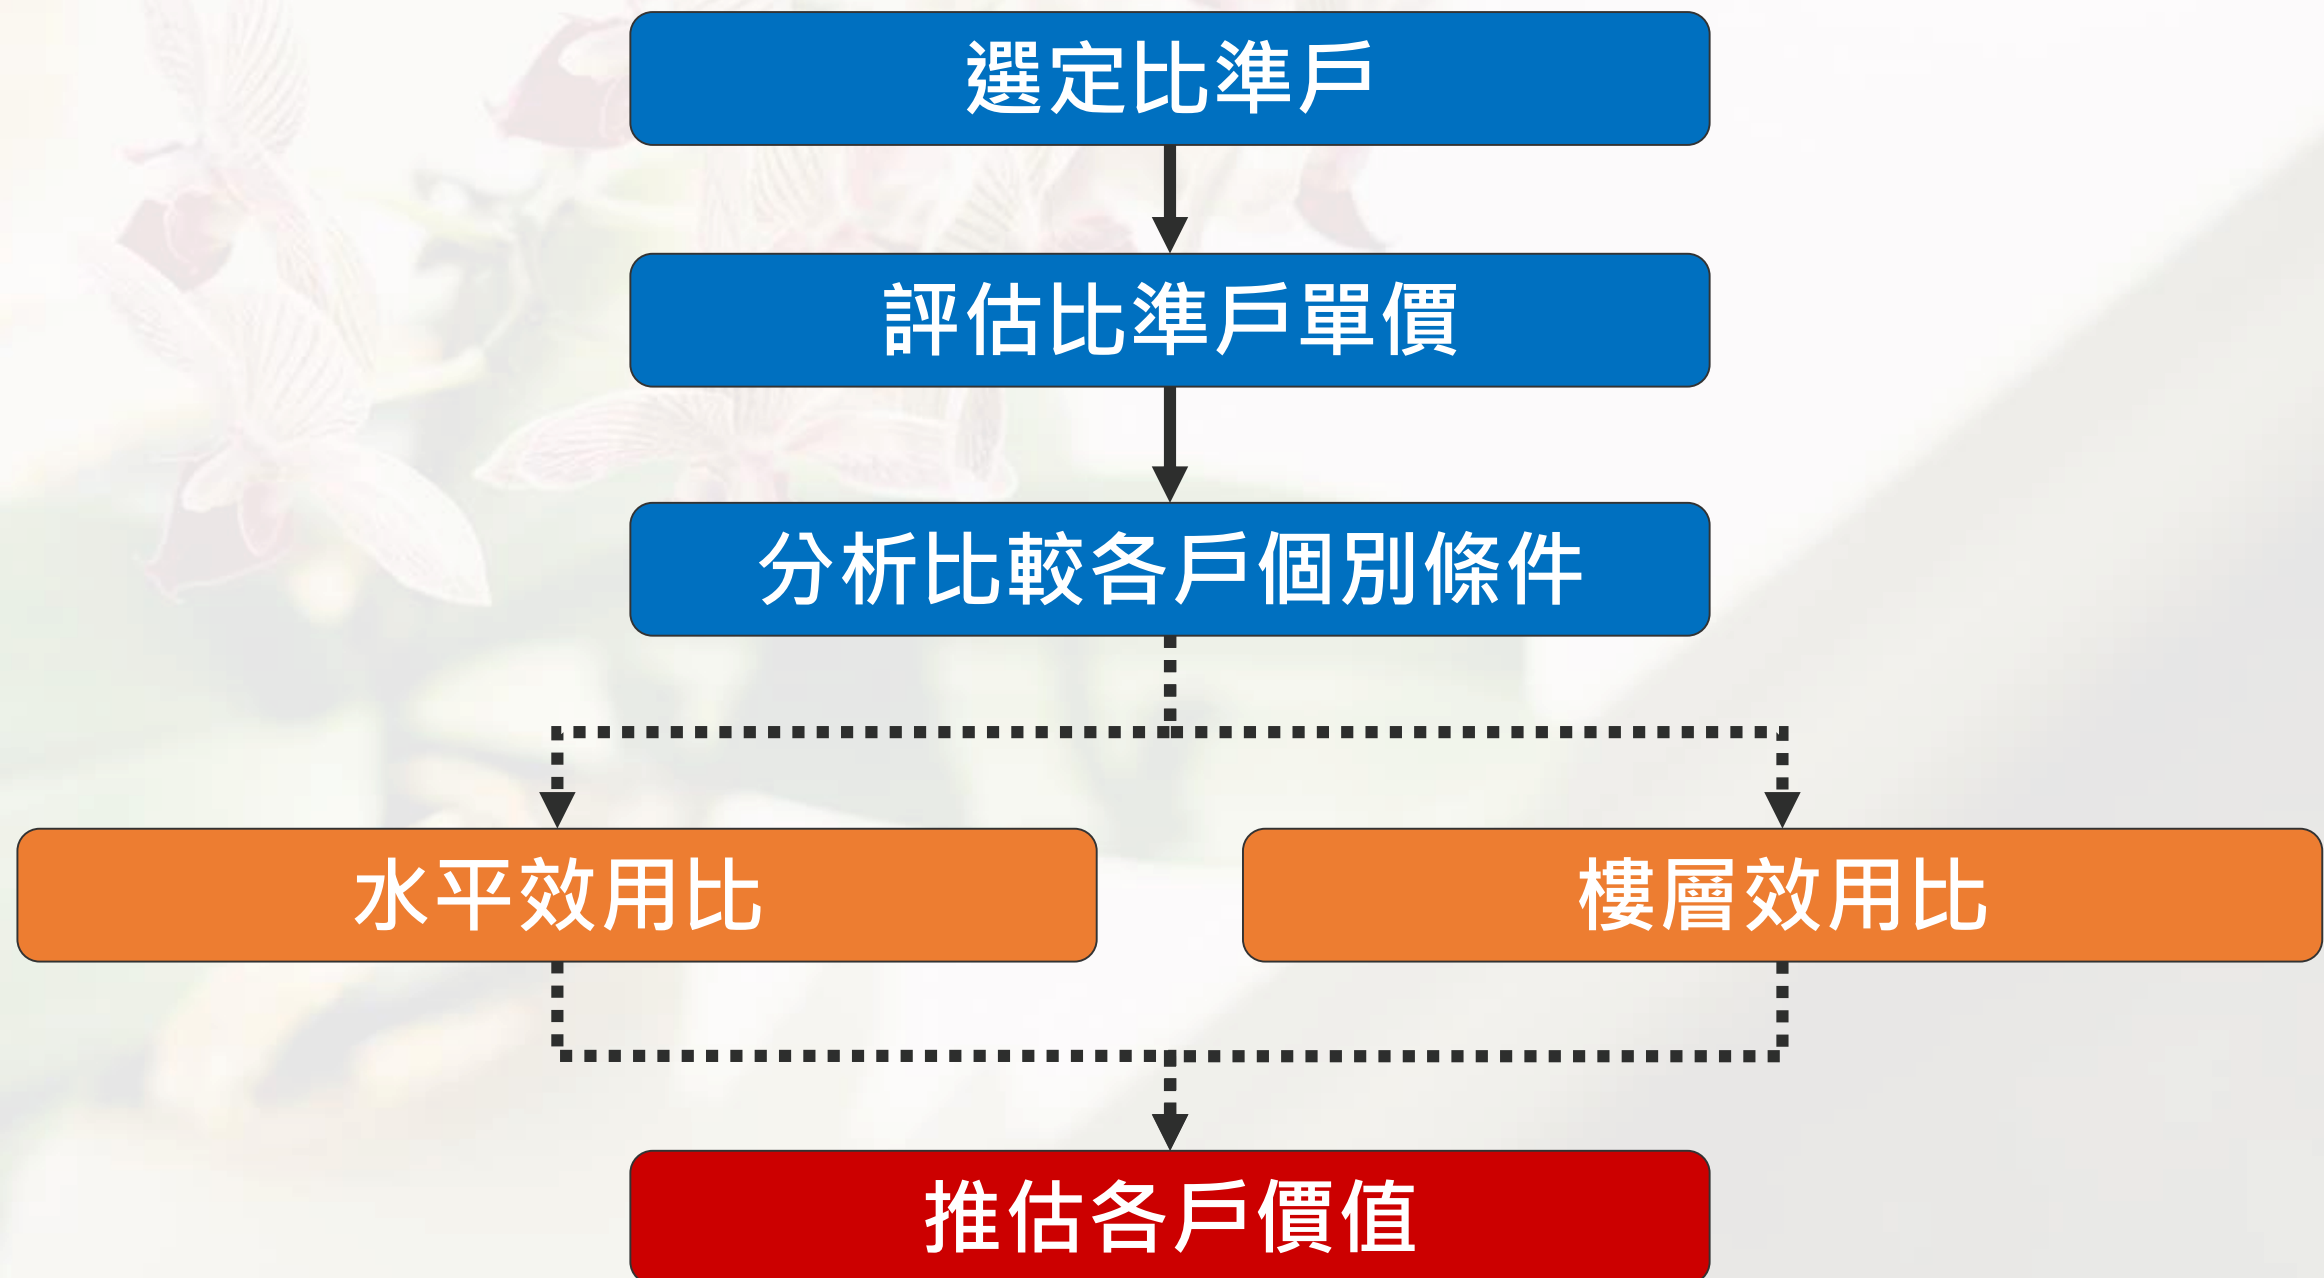 選定比準戶
評估比準戶單價
分析比較各戶個別條件
水平效用比
樓層效用比
推估各戶價值